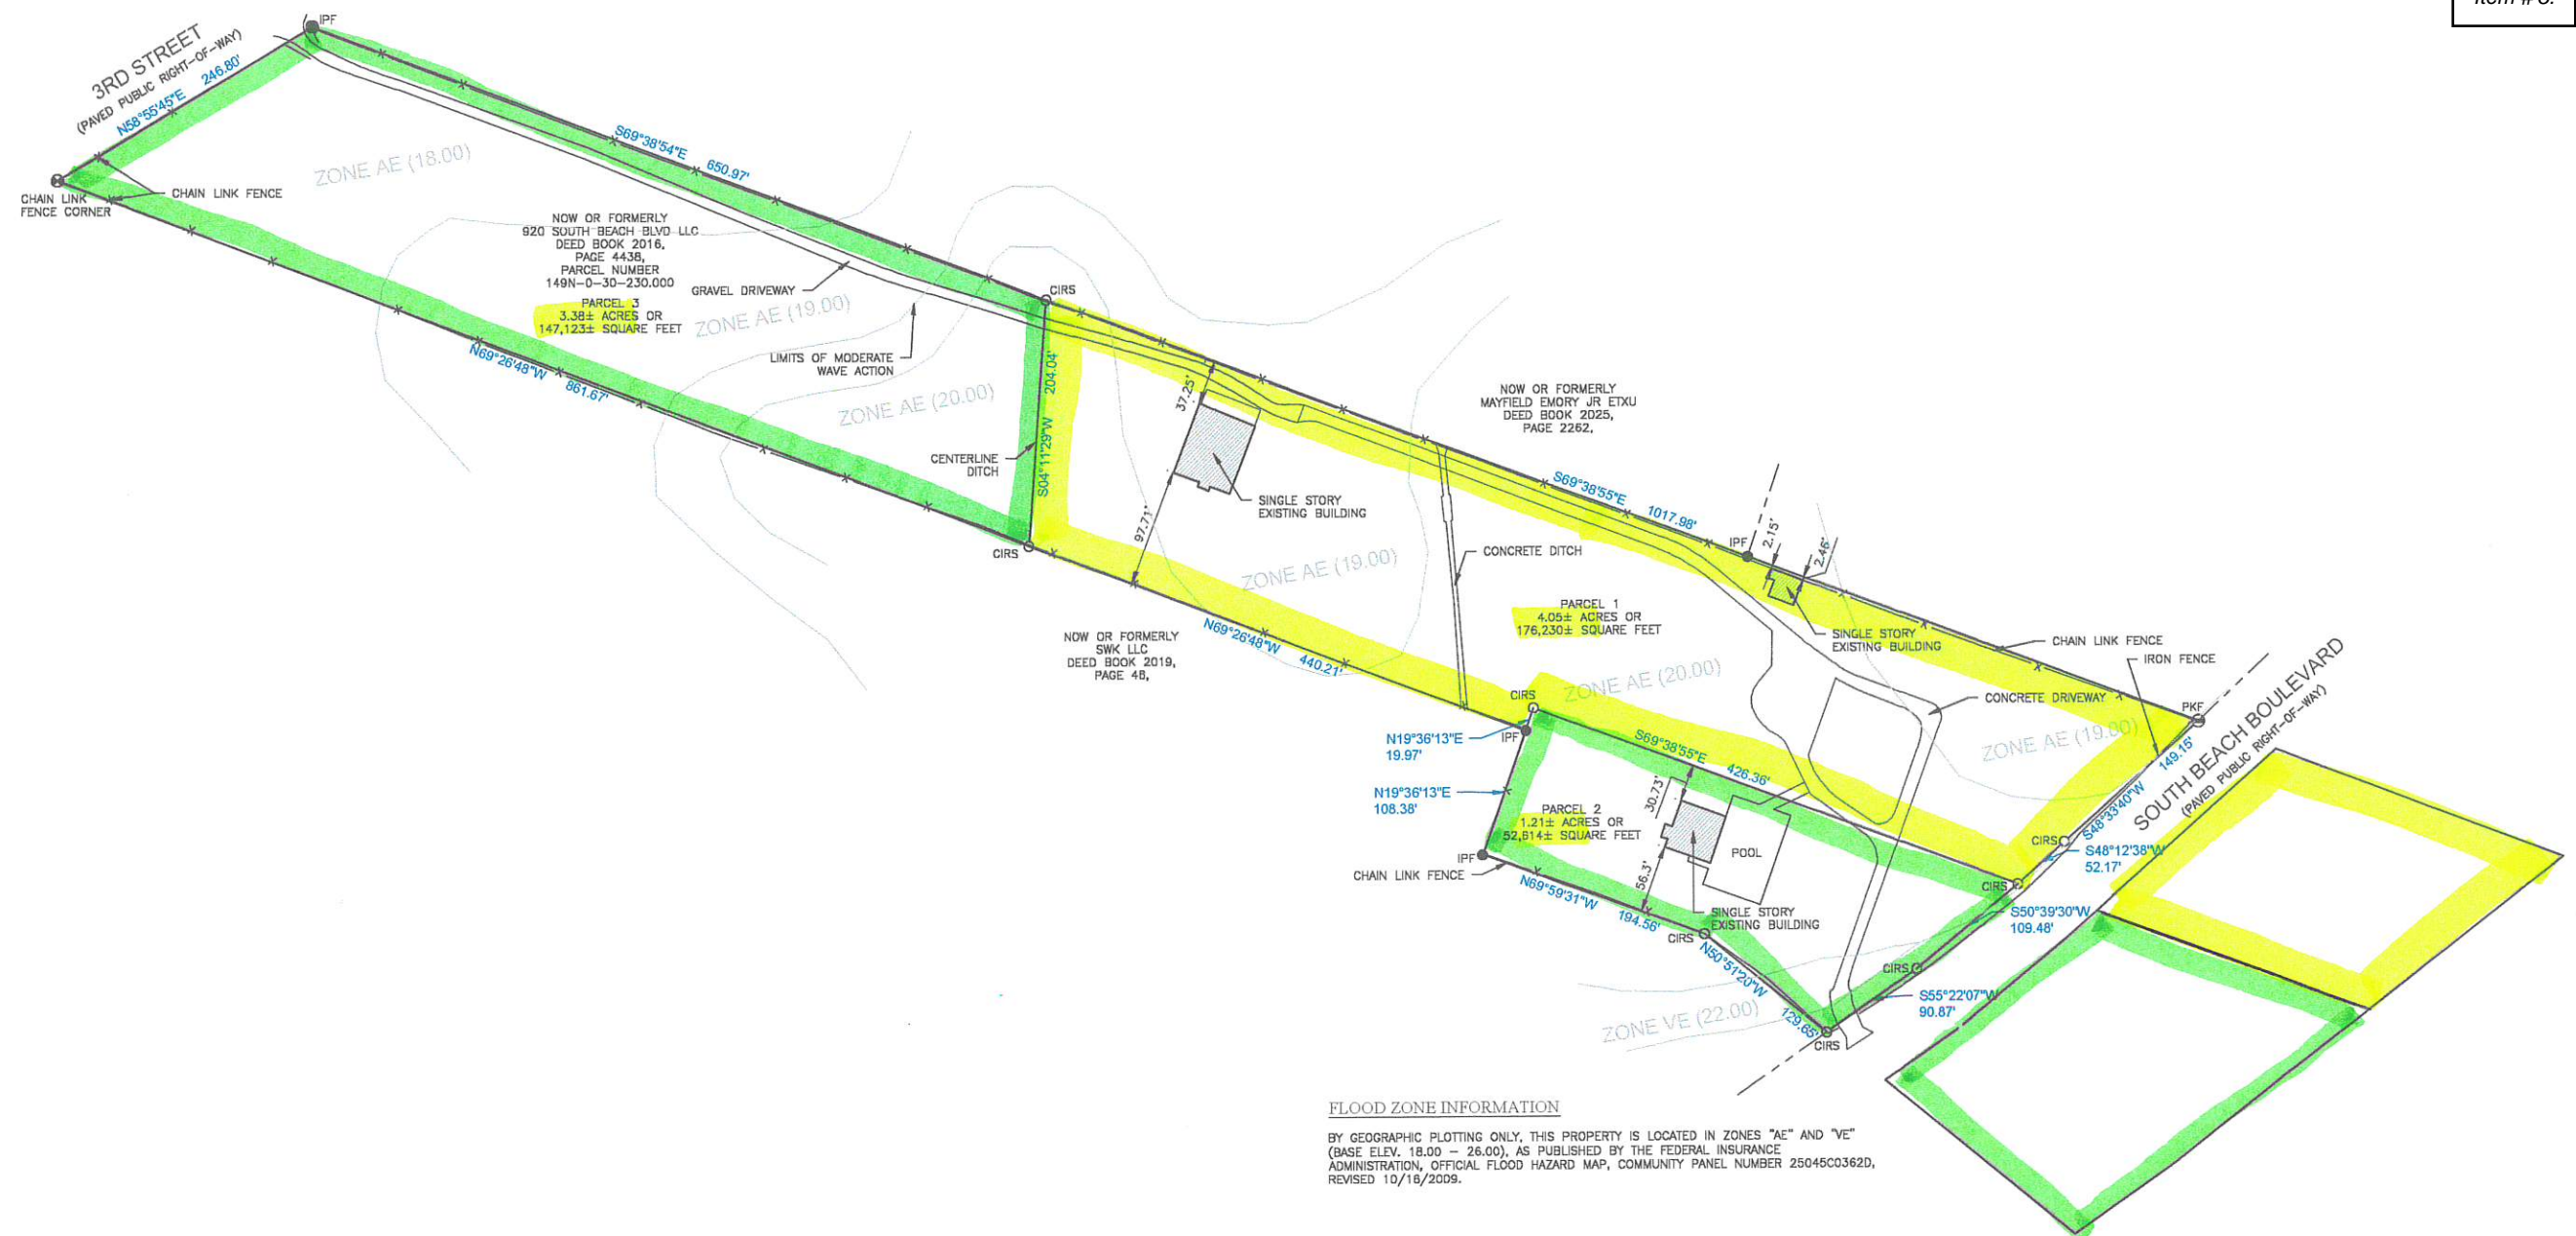 Item # 3.
3RD STREET
(PAVED PUBLIC RIGHT-OF-WAY)
N58°55'45"E 246.80'
IPF
CHAIN LINK
FENCE CORNER
CHAIN LINK FENCE
ZONE AE (18.00)
S69°38'54"E 650.97'
NOW OR FORMERLY
920 SOUTH BEACH BLVD LLC
DEED BOOK 2016,
PAGE 4438,
PARCEL NUMBER
149N-0-30-230.000
PARCEL 3
3.38± ACRES OR
147,123± SQUARE FEET
GRAVEL DRIVEWAY
ZONE AE (19.00)
LIMITS OF MODERATE
WAVE ACTION
N69°26'48"W 861.67'
ZONE AE (20.00)
CENTERLINE
DITCH
CIRS
S04°11'29"W 204.04'
CIRS
37.25'
97.71'
SINGLE STORY
EXISTING BUILDING
NOW OR FORMERLY
MAYFIELD EMORY JR ETXU
DEED BOOK 2025,
PAGE 2262,
S69°38'55"E 1017.98'
CONCRETE DITCH
ZONE AE (19.00)
IPF
2.15'
2.46'
PARCEL 1
4.05± ACRES OR
176,230± SQUARE FEET
SINGLE STORY
EXISTING BUILDING
CHAIN LINK FENCE
IRON FENCE
NOW OR FORMERLY
SWK LLC
DEED BOOK 2019,
PAGE 48,
N69°26'48"W 440.21'
ZONE AE (20.00)
CONCRETE DRIVEWAY
PKF
ZONE AE (19.00)
SOUTH BEACH BOULEVARD
(PAVED PUBLIC RIGHT-OF-WAY)
149.15'
S48°33'40"W
CIRS
IPF
N19°36'13"E
19.97'
S69°38'55"E 426.36'
N19°36'13"E
108.38'
30.73'
PARCEL 2
1.21± ACRES OR
52,614± SQUARE FEET
POOL
56.3'
IPF
CHAIN LINK FENCE
N69°59'31"W 194.56'
SINGLE STORY
EXISTING BUILDING
CIRS
CIRS
S48°12'38"W
52.17'
CIRS
S50°39'30"W
109.48'
CIRS
N50°51'20"W 129.65'
CIRS
S55°22'07"W
90.87'
ZONE VE (22.00)
FLOOD ZONE INFORMATION
BY GEOGRAPHIC PLOTTING ONLY, THIS PROPERTY IS LOCATED IN ZONES "AE" AND "VE"
(BASE ELEV. 18.00 - 26.00), AS PUBLISHED BY THE FEDERAL INSURANCE
ADMINISTRATION, OFFICIAL FLOOD HAZARD MAP, COMMUNITY PANEL NUMBER 25045C0362D,
REVISED 10/16/2009.